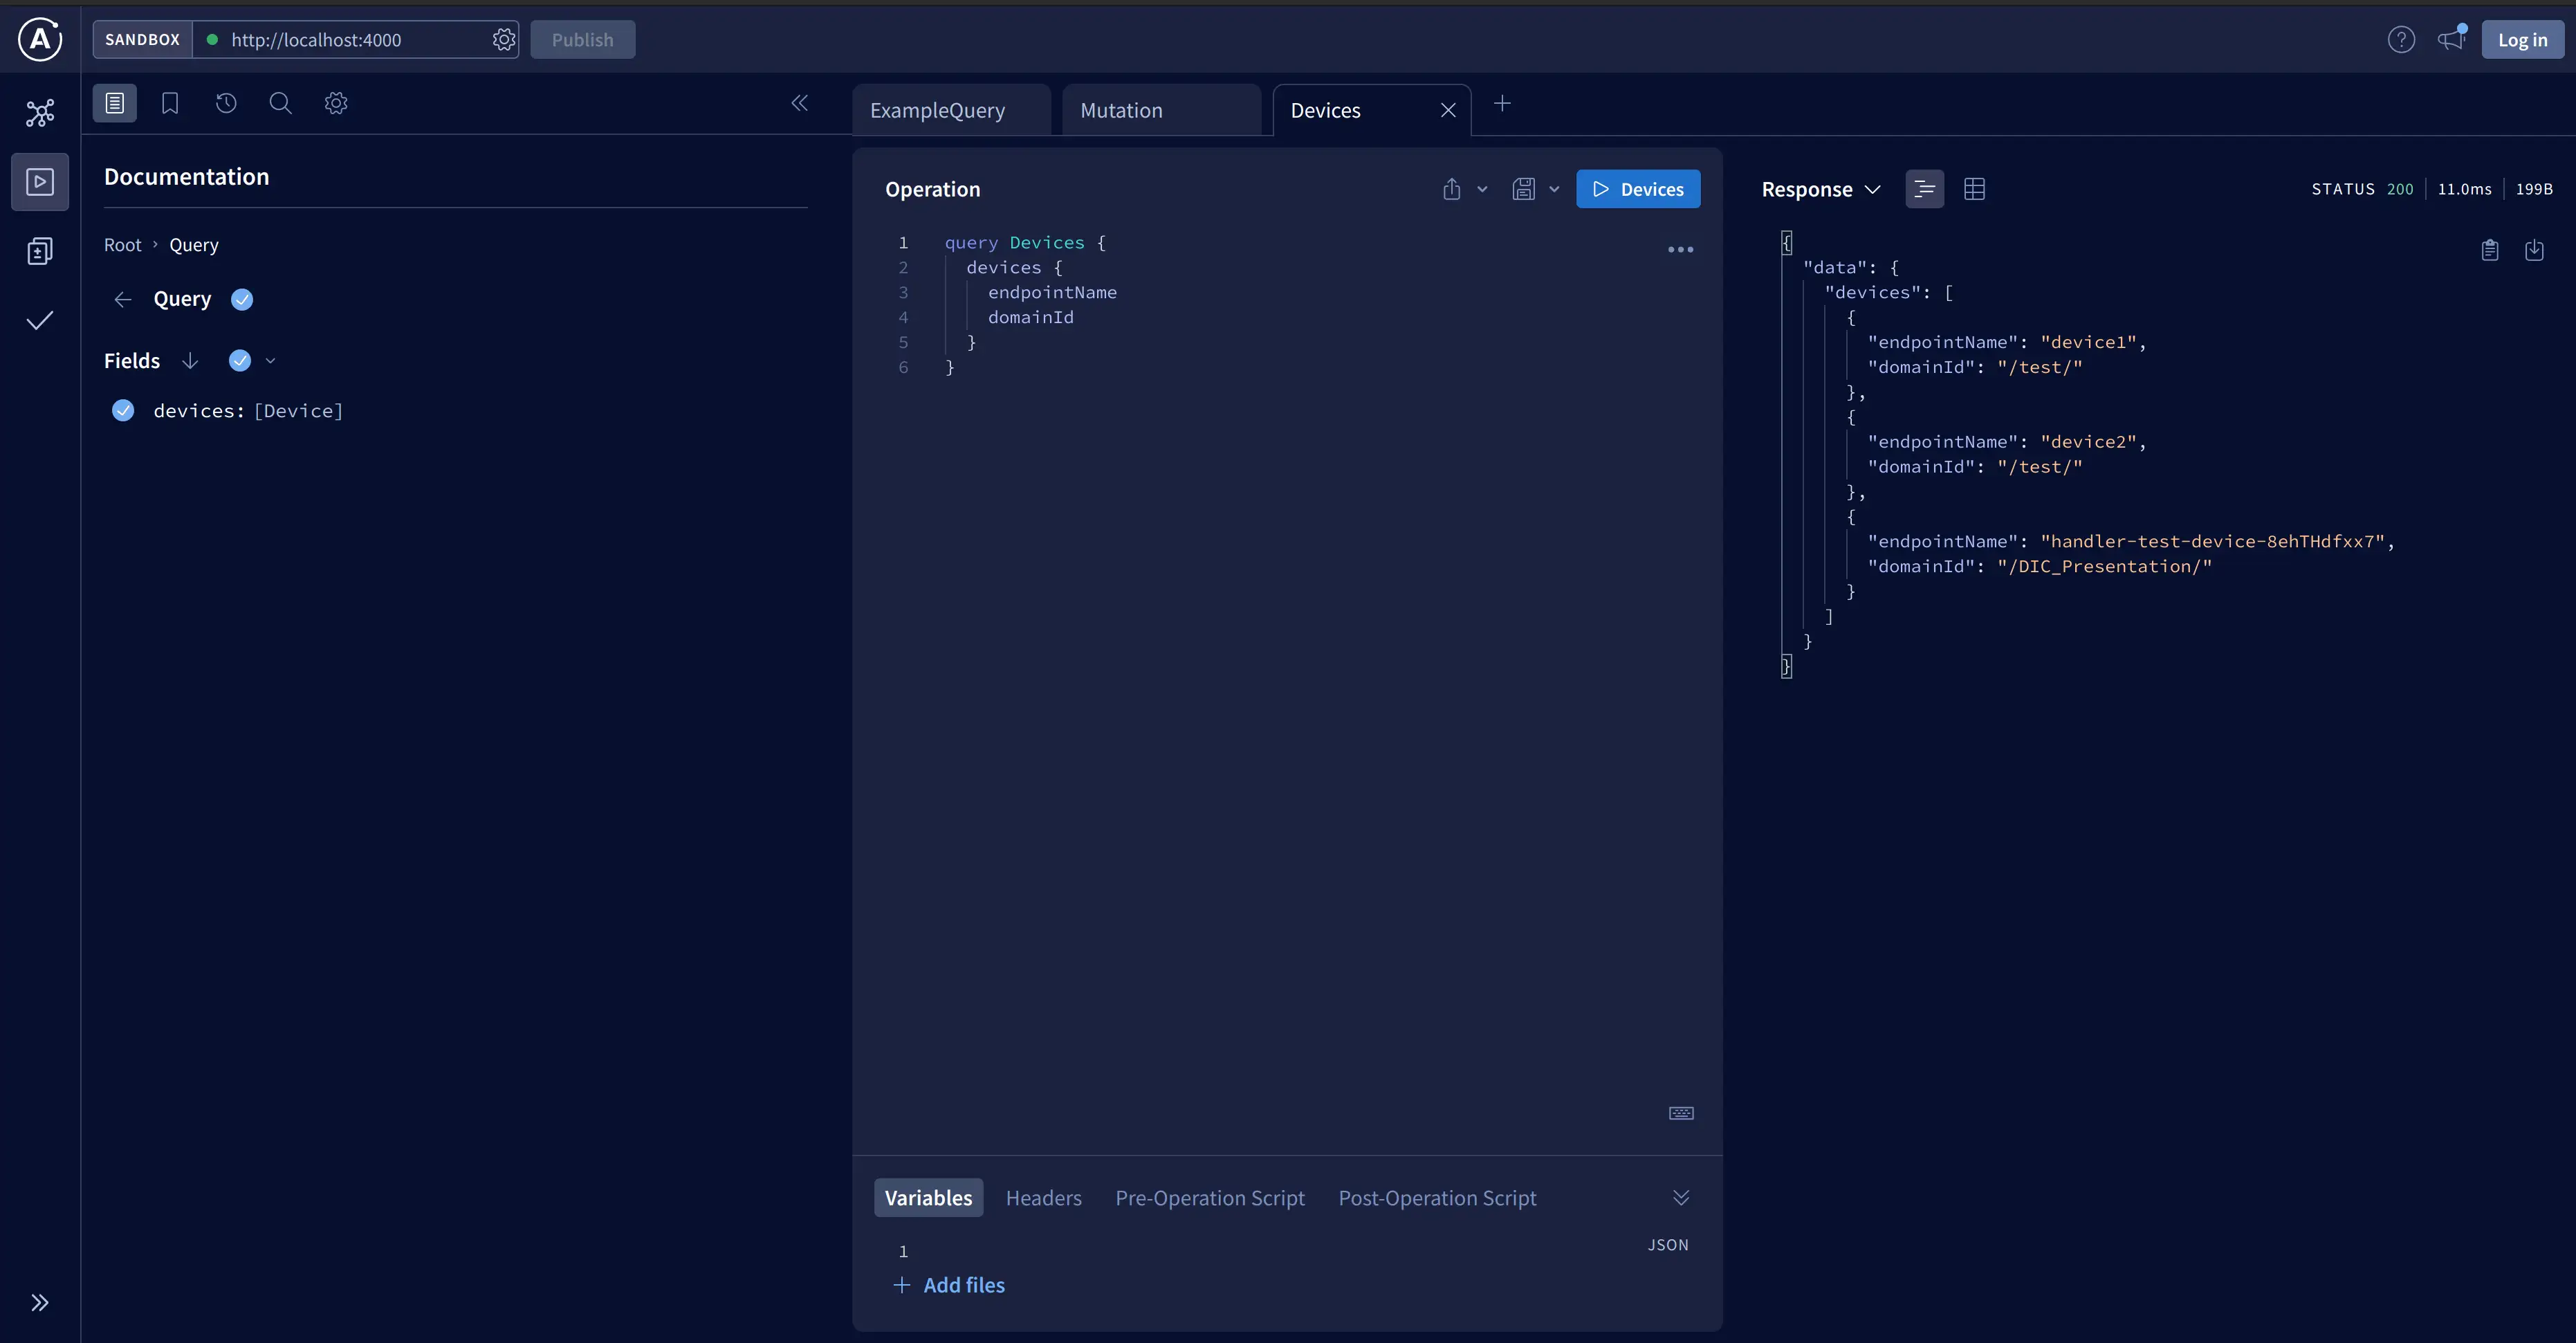 SANDBOX
http://localhost:4000
Publish
Log in
ExampleQuery
Mutation
Devices
Documentation
Root › Query
Query
Fields
devices: [Device]
Operation
Devices
1 query Devices {
2 devices {
3 endpointName
4 domainId
5 }
6 }
Variables
Headers
Pre-Operation Script
Post-Operation Script
1
JSON
+ Add files
Response
STATUS 200
11.0ms
199B
{
"data": {
"devices": [
{
"endpointName": "device1",
"domainId": "/test/"
},
{
"endpointName": "device2",
"domainId": "/test/"
},
{
"endpointName": "handler-test-device-8ehTHdfxx7",
"domainId": "/DIC_Presentation/"
}
]
}
}